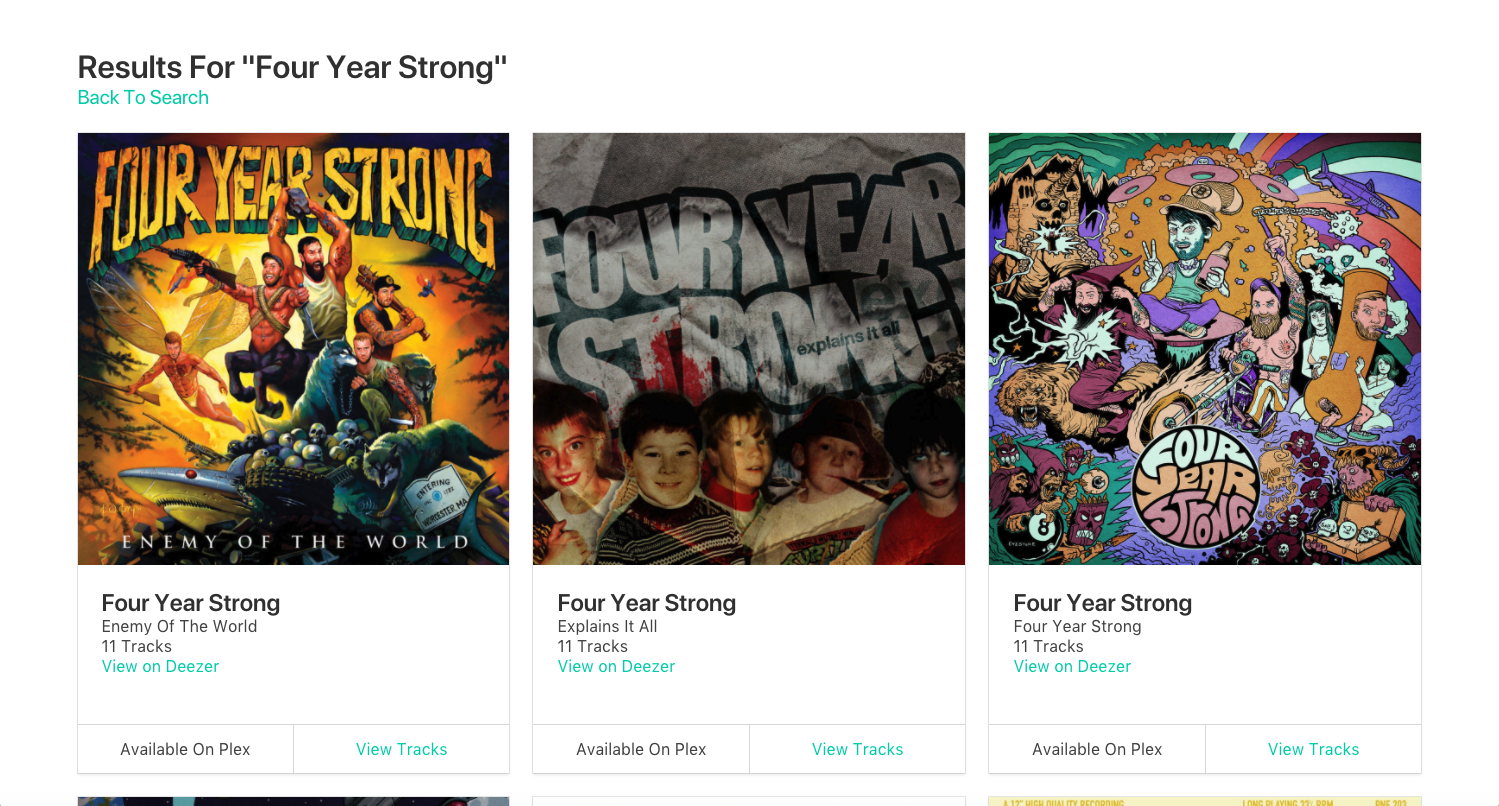 Results For "Four Year Strong"
Back To Search
FOUR YEAR STRONG
ENTERING
WORSESTER, MA
ENEMY OF THE WORLD
FOUR YEAR
STRONG
explains it all
FOUR
YEAR
STRONG
8
Four Year Strong
Enemy Of The World
11 Tracks
View on Deezer
Available On Plex
View Tracks
Four Year Strong
Explains It All
11 Tracks
View on Deezer
Available On Plex
View Tracks
Four Year Strong
Four Year Strong
11 Tracks
View on Deezer
Available On Plex
View Tracks
A 12" HIGH QUALITY RECORDING
LONG PLAYING 33⅓ RPM
PNE 202